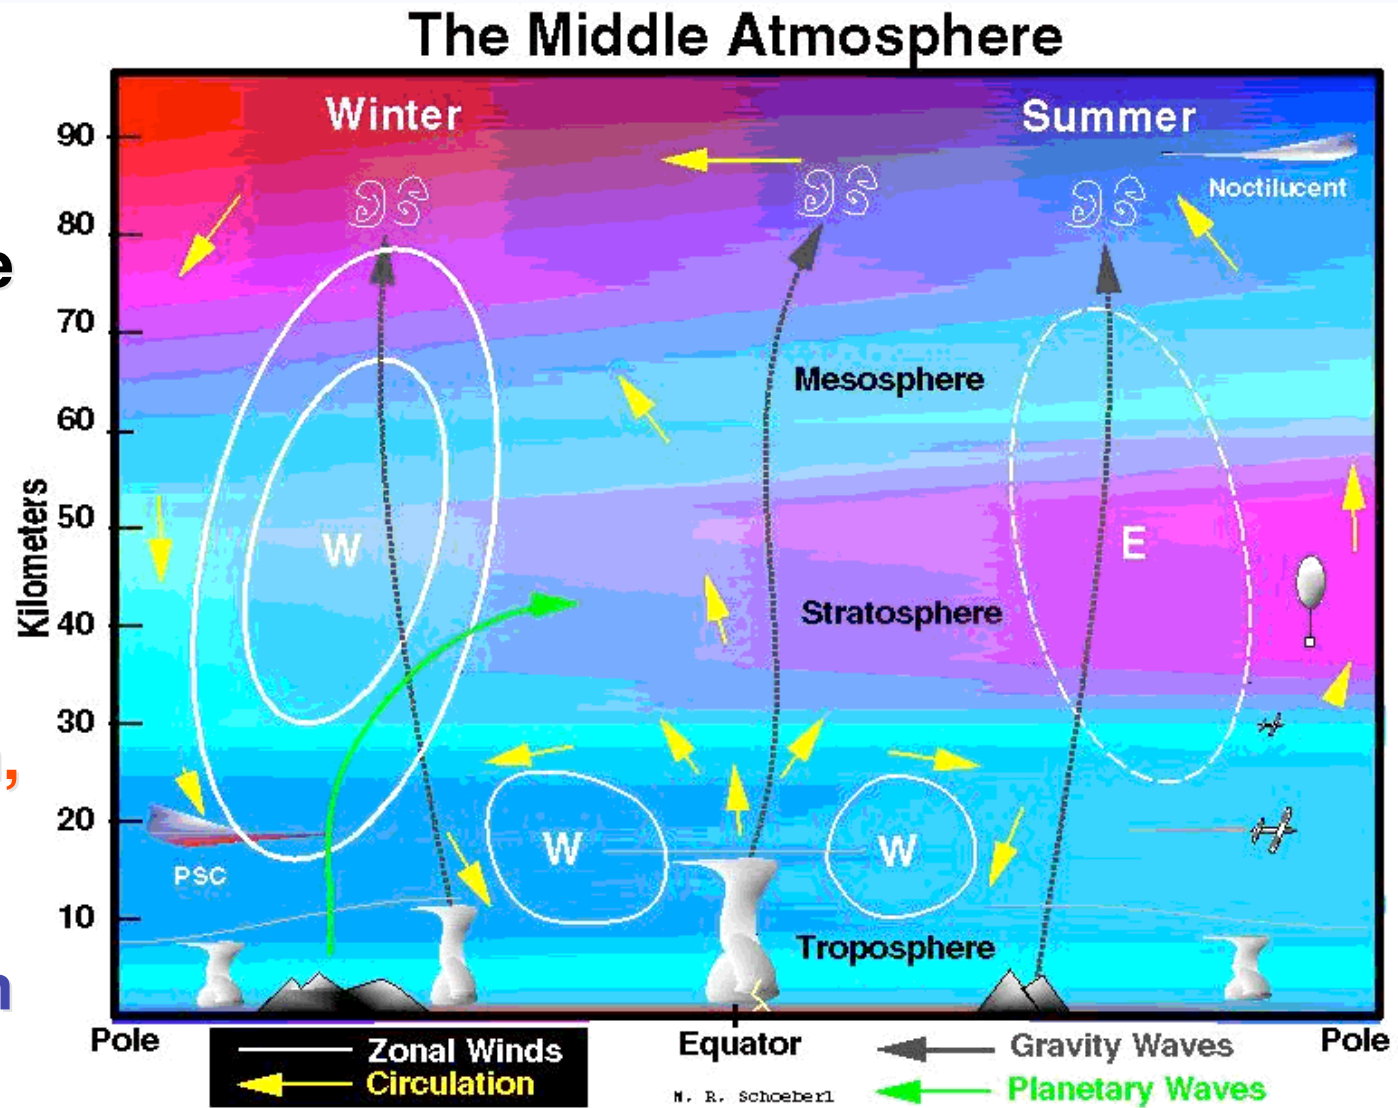 The Middle Atmosphere
Winter
Summer
Noctilucent
90
80
70
60
50
40
30
20
10
Kilometers
Mesosphere
Stratosphere
Troposphere
W
E
W
W
PSC
e
,
n
Pole
Equator
Pole
Zonal Winds
Circulation
Gravity Waves
Planetary Waves
M. R. Schoeberl